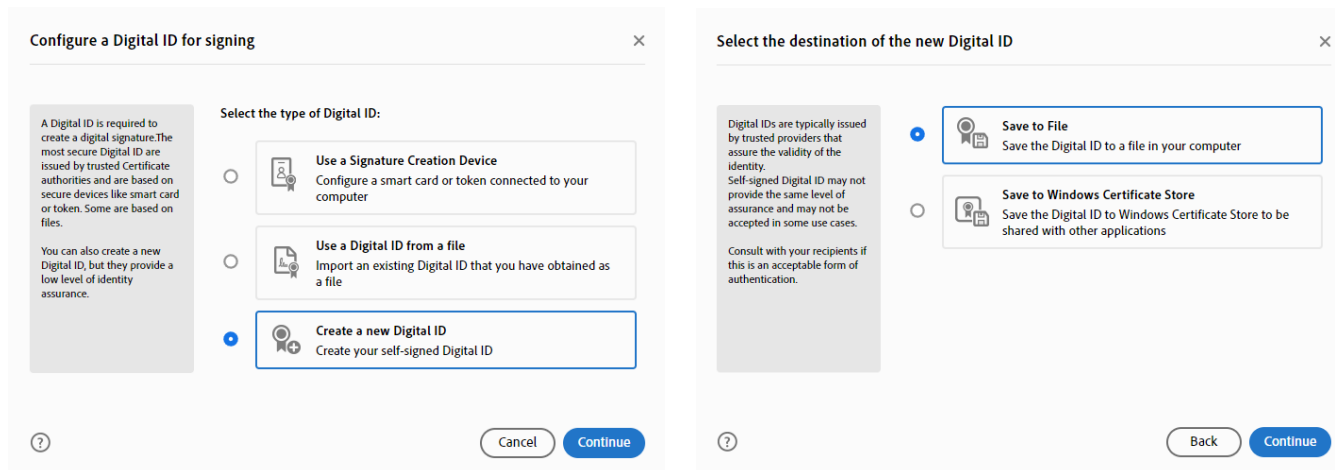 Configure a Digital ID for signing
A Digital ID is required to
create a digital signature.The
most secure Digital ID are
issued by trusted Certificate
authorities and are based on
secure devices like smart card
or token. Some are based on
files.
You can also create a new
Digital ID, but they provide a
low level of identity
assurance.
Select the type of Digital ID:
Use a Signature Creation Device
Configure a smart card or token connected to your
computer
Use a Digital ID from a file
Import an existing Digital ID that you have obtained as
a file
Create a new Digital ID
Create your self-signed Digital ID
?
Cancel
Continue
Select the destination of the new Digital ID
Digital IDs are typically issued
by trusted providers that
assure the validity of the
identity.
Self-signed Digital ID may not
provide the same level of
assurance and may not be
accepted in some use cases.
Consult with your recipients if
this is an acceptable form of
authentication.
Save to File
Save the Digital ID to a file in your computer
Save to Windows Certificate Store
Save the Digital ID to Windows Certificate Store to be
shared with other applications
?
Back
Continue